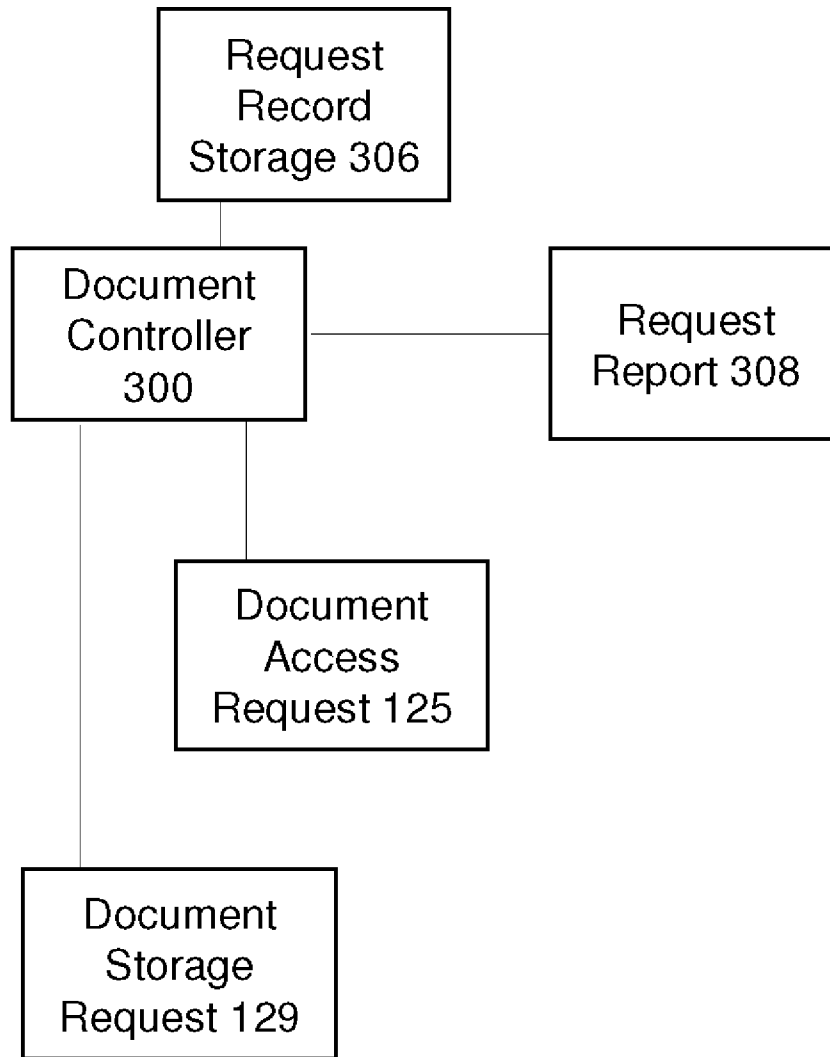 Request
Record
Storage 306
Document
Controller
300
Request
Report 308
Document
Access
Request 125
Document
Storage
Request 129